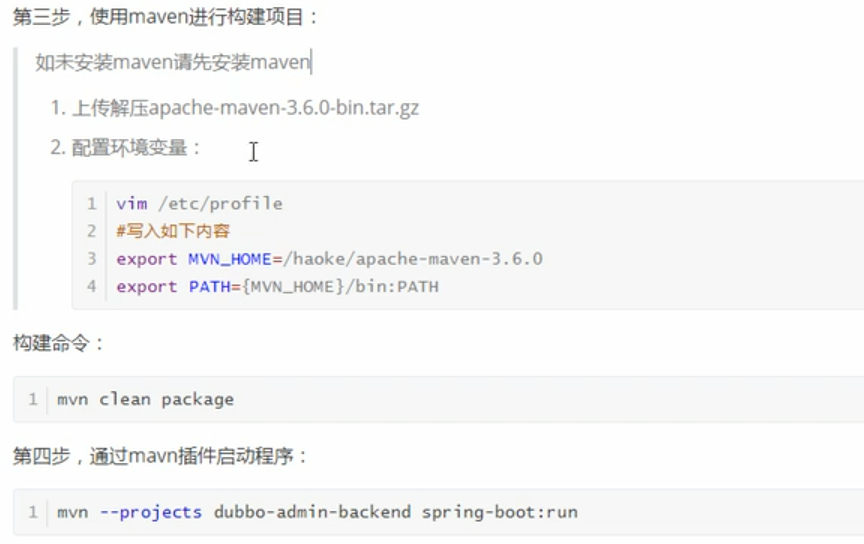 第三步，使用maven进行构建项目：
如未安装maven请先安装maven
1. 上传解压apache-maven-3.6.0-bin.tar.gz
2. 配置环境变量：
1 vim /etc/profile
2 #写入如下内容
3 export MVN_HOME=/haoke/apache-maven-3.6.0
4 export PATH={MVN_HOME}/bin:PATH
构建命令：
1 mvn clean package
第四步，通过mavn插件启动程序：
1 mvn --projects dubbo-admin-backend spring-boot:run